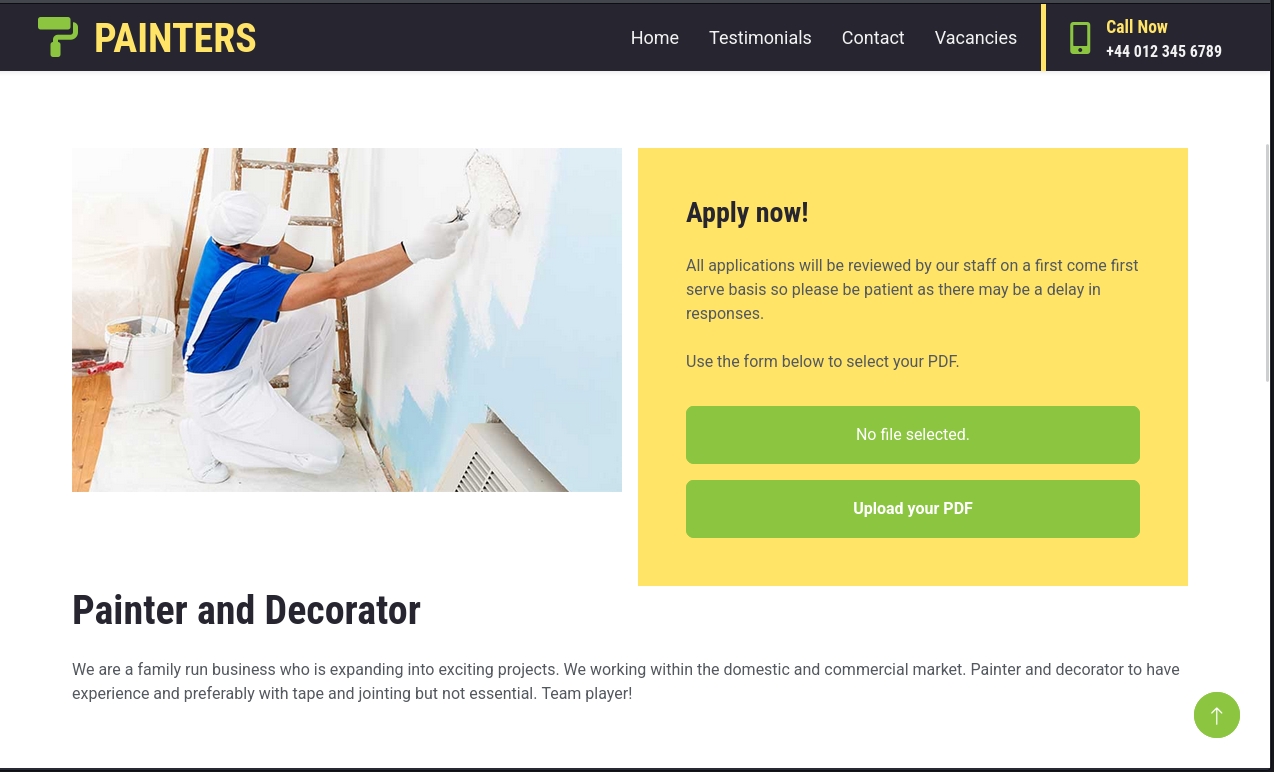 PAINTERS
Home Testimonials Contact Vacancies
Call Now
+44 012 345 6789
Apply now!
All applications will be reviewed by our staff on a first come first
serve basis so please be patient as there may be a delay in
responses.
Use the form below to select your PDF.
No file selected.
Upload your PDF
Painter and Decorator
We are a family run business who is expanding into exciting projects. We working within the domestic and commercial market. Painter and decorator to have
experience and preferably with tape and jointing but not essential. Team player!